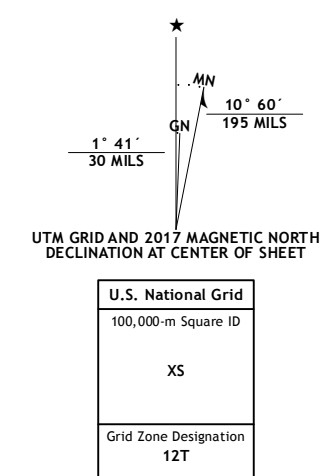 ★
MN
10° 60´
195 MILS
GN
1° 41´
30 MILS
UTM GRID AND 2017 MAGNETIC NORTH
DECLINATION AT CENTER OF SHEET
U.S. National Grid
100,000-m Square ID
XS
Grid Zone Designation
12T